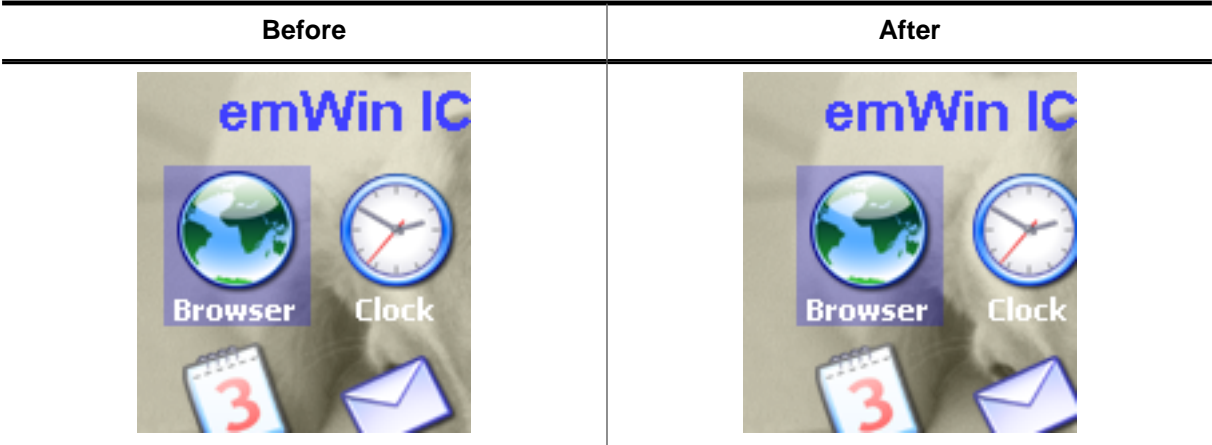 Before After
emWin IC emWin IC
Browser Clock Browser Clock
3 3